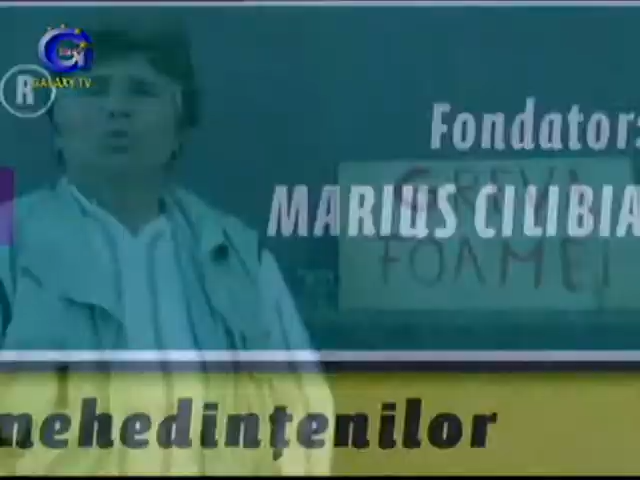 GALAXY TV
R
Fondator:
MARIUS CILIBIA
GREVA
FOAMEI
mehedințenilor